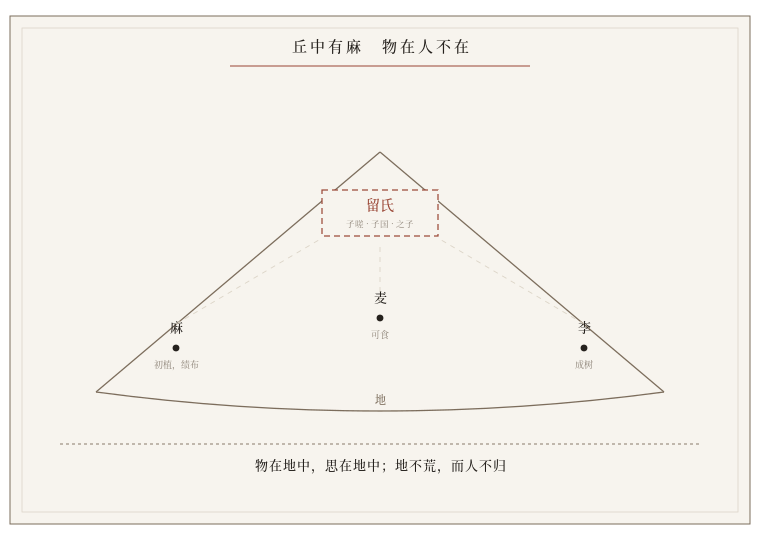 丘中有麻　物在人不在
留氏
子嗟·子国·之子
麦
可食
麻
初植，绩布
李
成树
地
物在地中，思在地中；地不荒，而人不归